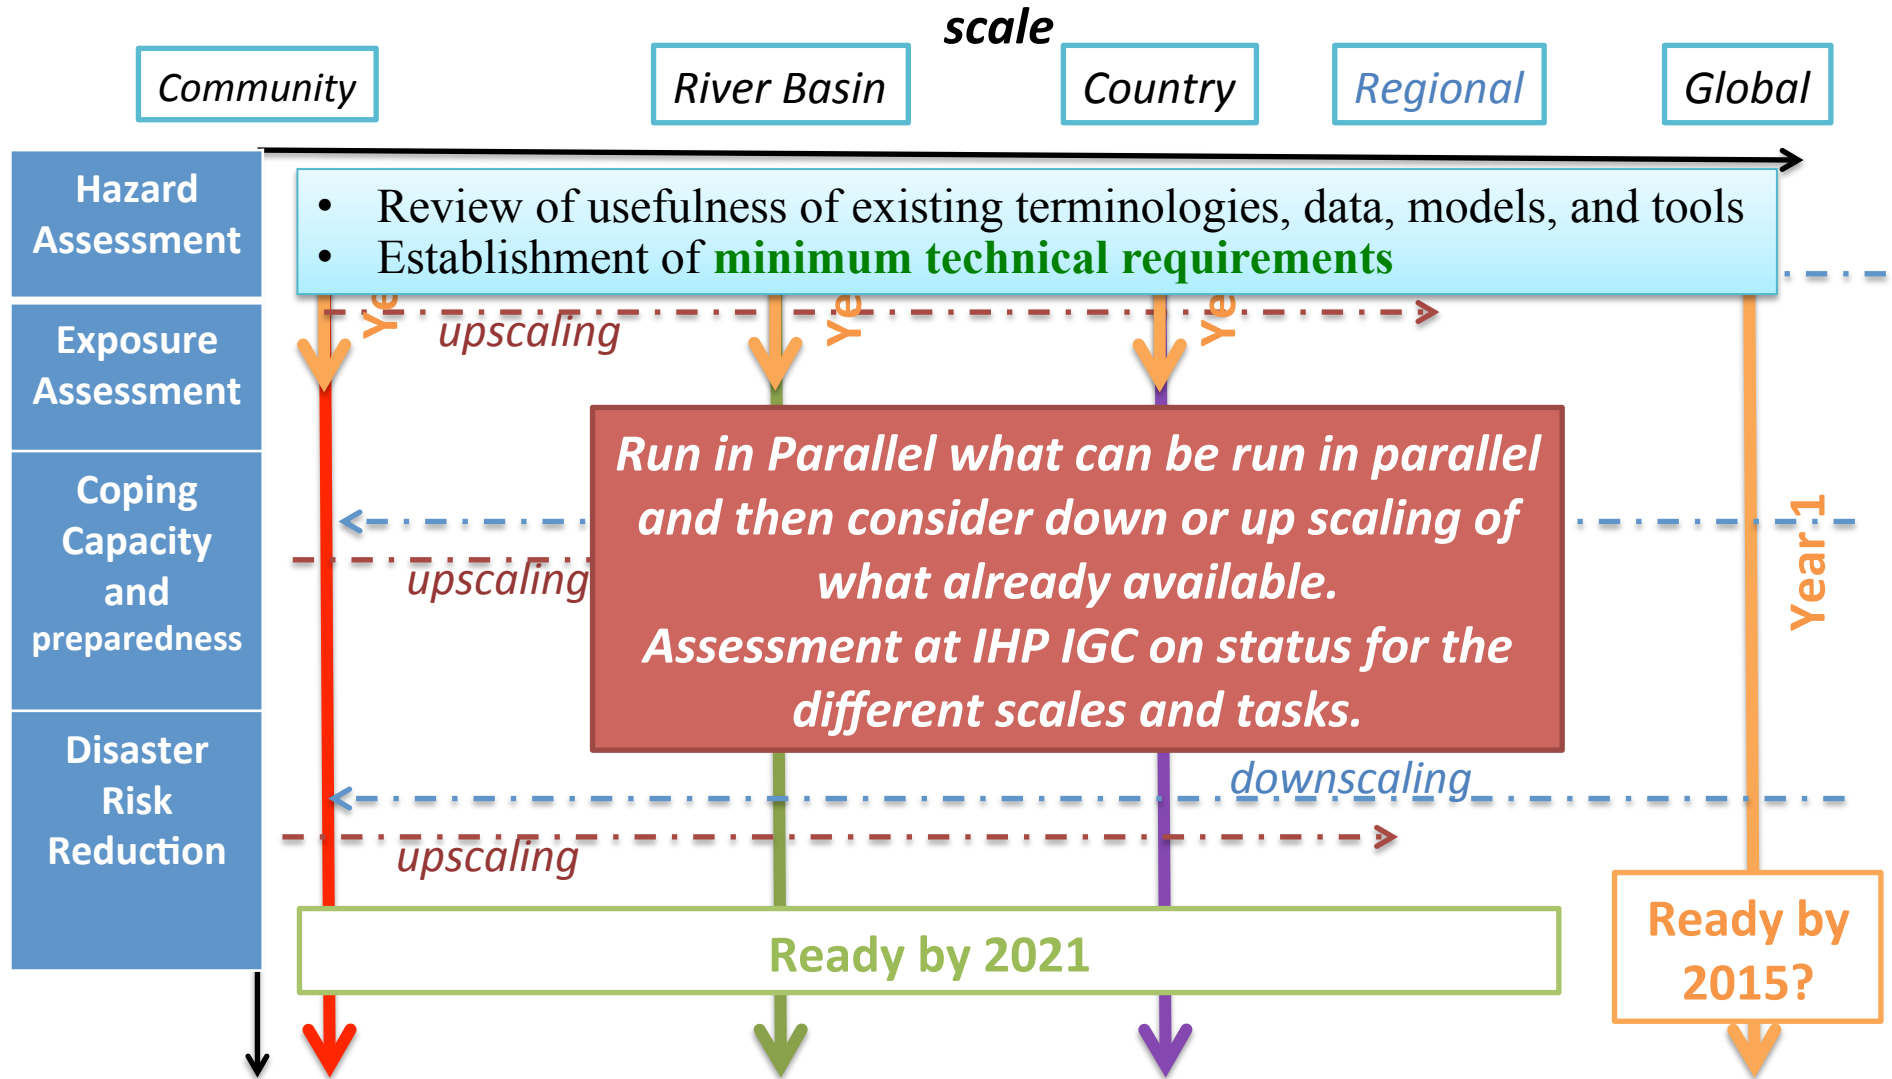 scale
Community
River Basin
Country
Regional
Global
Hazard
Assessment
• Review of usefulness of existing terminologies, data, models, and tools
• Establishment of minimum technical requirements
Ye
Ye
Ye
upscaling
Exposure
Assessment
Run in Parallel what can be run in parallel
and then consider down or up scaling of
what already available.
Assessment at IHP IGC on status for the
different scales and tasks.
Coping
Capacity
and
preparedness
upscaling
Year 1
Disaster
Risk
Reduction
downscaling
upscaling
Ready by 2021
Ready by
2015?